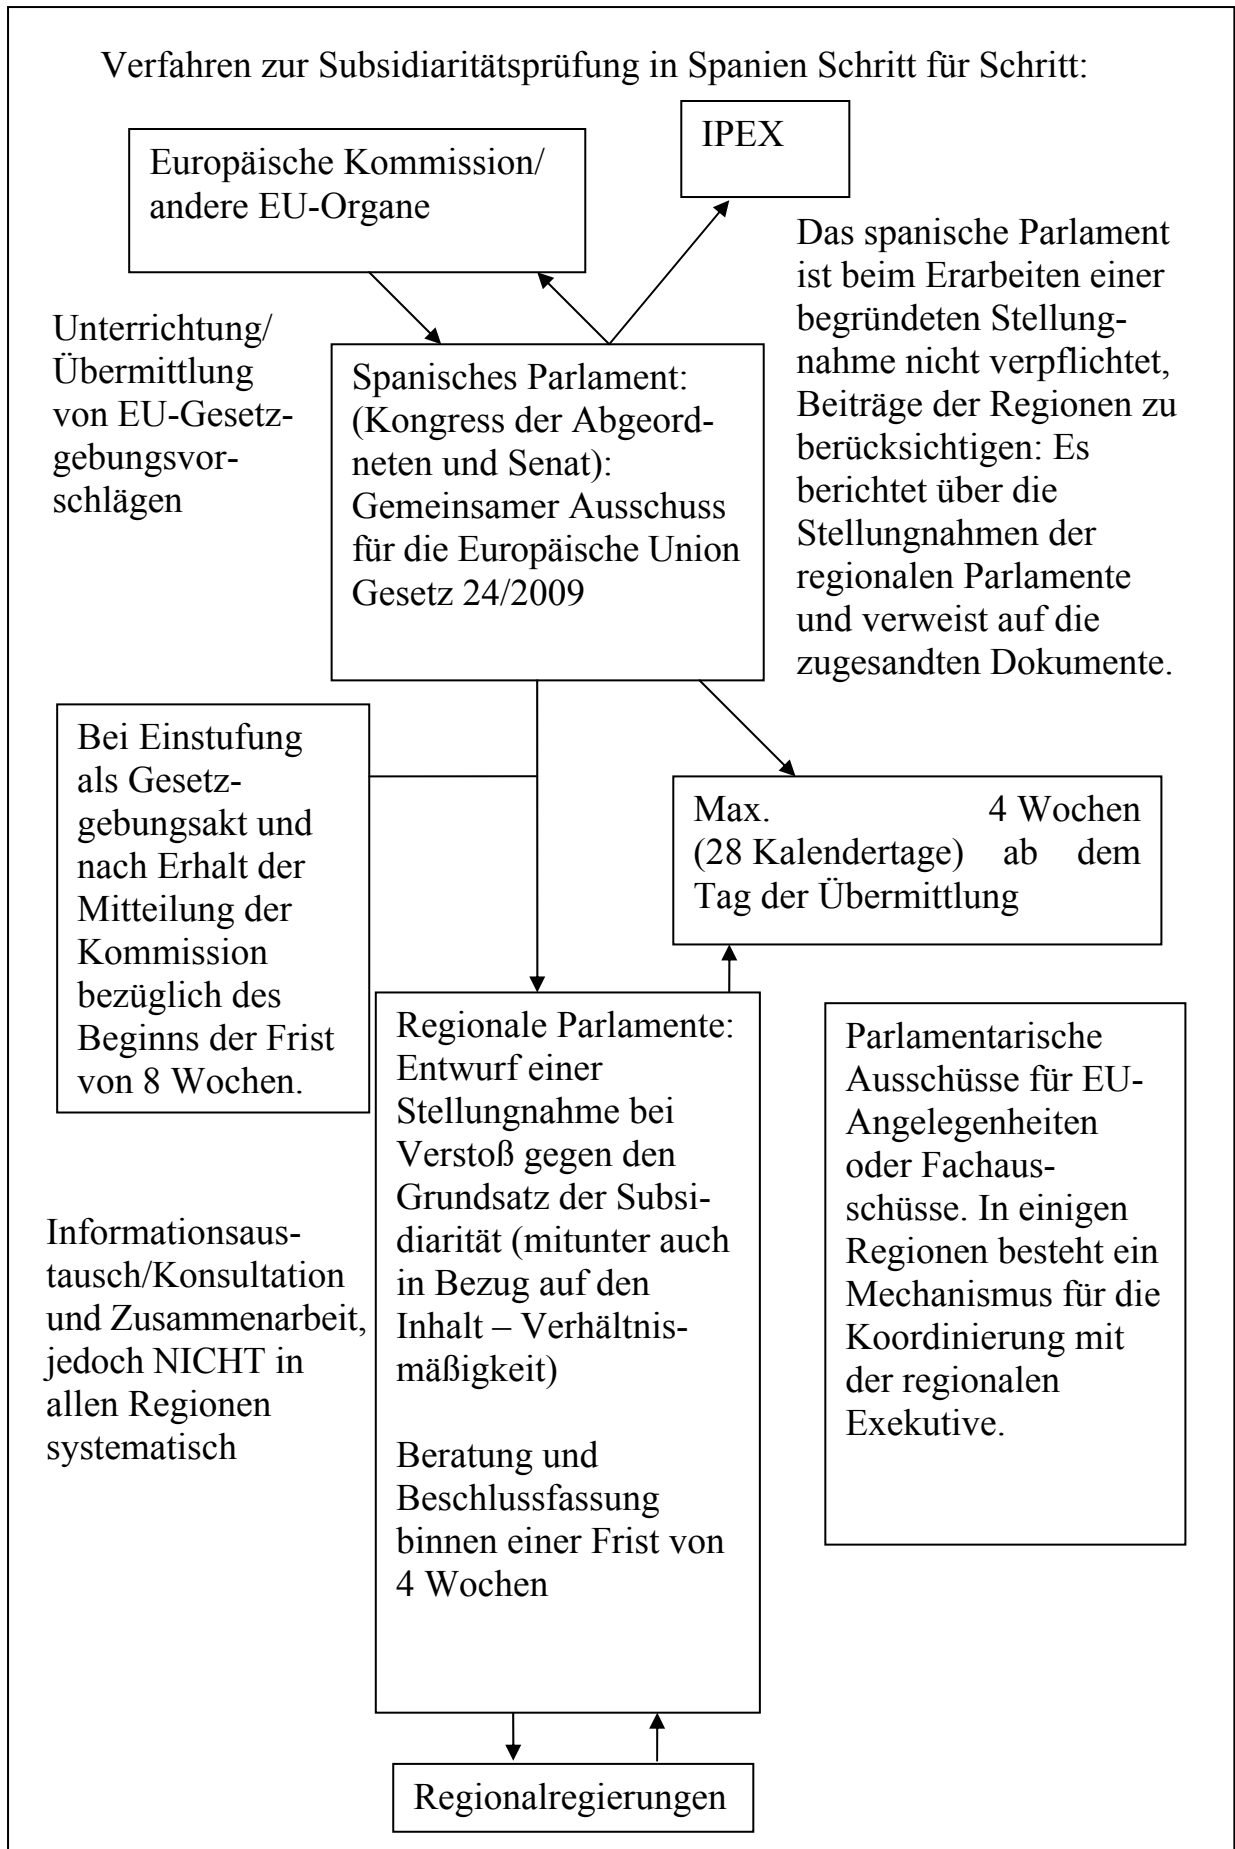 Verfahren zur Subsidiaritätsprüfung in Spanien Schritt für Schritt:
Europäische Kommission/
andere EU-Organe
IPEX
Unterrichtung/
Übermittlung
von EU-Gesetz-
gebungsvor-
schlägen
Spanisches Parlament:
(Kongress der Abgeord-
neten und Senat):
Gemeinsamer Ausschuss
für die Europäische Union
Gesetz 24/2009
Das spanische Parlament
ist beim Erarbeiten einer
begründeten Stellung-
nahme nicht verpflichtet,
Beiträge der Regionen zu
berücksichtigen: Es
berichtet über die
Stellungnahmen der
regionalen Parlamente
und verweist auf die
zugesandten Dokumente.
Bei Einstufung
als Gesetz-
gebungsakt und
nach Erhalt der
Mitteilung der
Kommission
bezüglich des
Beginns der Frist
von 8 Wochen.
Max. 4 Wochen
(28 Kalendertage) ab dem
Tag der Übermittlung
Regionale Parlamente:
Entwurf einer
Stellungnahme bei
Verstoß gegen den
Grundsatz der Subsi-
diarität (mitunter auch
in Bezug auf den
Inhalt – Verhältnis-
mäßigkeit)
Beratung und
Beschlussfassung
binnen einer Frist von
4 Wochen
Parlamentarische
Ausschüsse für EU-
Angelegenheiten
oder Fachaus-
schüsse. In einigen
Regionen besteht ein
Mechanismus für die
Koordinierung mit
der regionalen
Exekutive.
Informationsaus-
tausch/Konsultation
und Zusammenarbeit,
jedoch NICHT in
allen Regionen
systematisch
Regionalregierungen